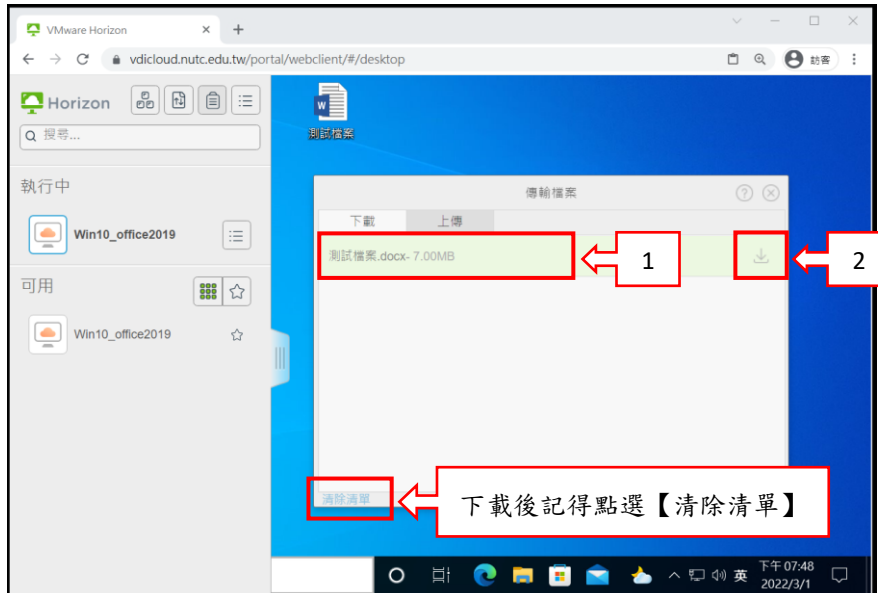 VMware Horizon
vdicloud.nutc.edu.tw/portal/webclient/#/desktop
訪客
Horizon
搜尋...
測試檔案
執行中
Win10_office2019
可用
Win10_office2019
傳輸檔案
下載 上傳
測試檔案.docx- 7.00MB
1
2
清除清單
下載後記得點選【清除清單】
英
下午 07:48
2022/3/1